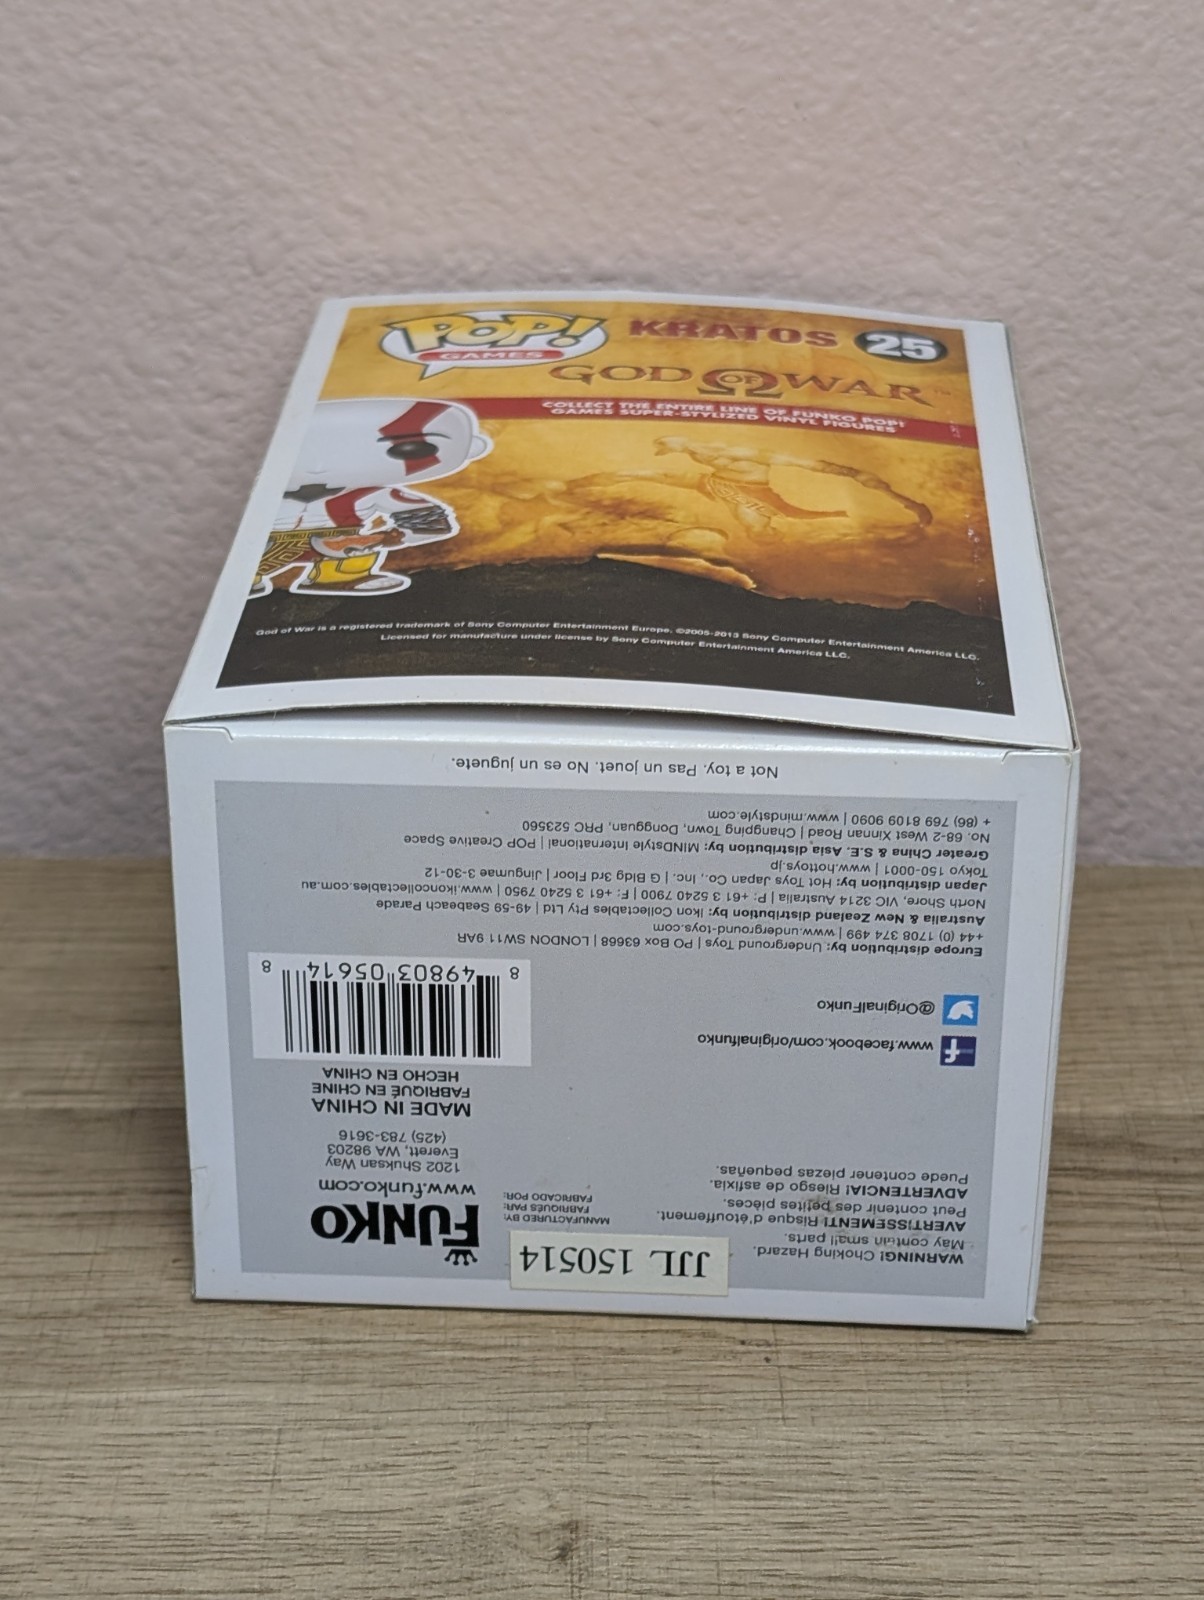 POP!
GAMES
KRATOS
25
GOD OF WAR™
COLLECT THE ENTIRE LINE OF FUNKO POP!
GAMES SUPER-STYLIZED VINYL FIGURES
God of War is a registered trademark of Sony Computer Entertainment Europe. ©2005-2013 Sony Computer Entertainment America LLC.
Licensed for manufacture under license by Sony Computer Entertainment America LLC.
WARNING! Choking Hazard.
May contain small parts.
AVERTISSEMENT! Risque d'étouffement.
Peut contenir des petites pièces.
ADVERTENCIA! Riesgo de asfixia.
Puede contener piezas pequeñas.
JJL 150514
MANUFACTURED BY:
FABRIQUÉS PAR:
FABRICADO POR:
FUNKO
www.funko.com
1202 Shuksan Way
Everett, WA 98203
(425) 783-3616
MADE IN CHINA
FABRIQUÉ EN CHINE
HECHO EN CHINA
8 49803 05614 8
f www.facebook.com/originalfunko
@OriginalFunko
Europe distribution by: Underground Toys | PO Box 63668 | LONDON SW11 9AR
+44 (0) 1708 374 499 | www.underground-toys.com
Australia & New Zealand distribution by: Ikon Collectables Pty Ltd | 49-59 Seabeach Parade
North Shore, VIC 3214 Australia | P: +61 3 5240 7900 | F: +61 3 5240 7950 | www.ikoncollectables.com.au
Japan distribution by: Hot Toys Japan Co., Inc. | G Bldg 3rd Floor | Jingumae 3-30-12
Tokyo 150-0001 | www.hottoys.jp
Greater China & S.E. Asia distribution by: MINDstyle International | POP Creative Space
No. 68-2 West Xinnan Road | Changping Town, Dongguan, PRC 523560
+ (86) 769 8109 9090 | www.mindstyle.com
Not a toy. Pas un jouet. No es un juguete.